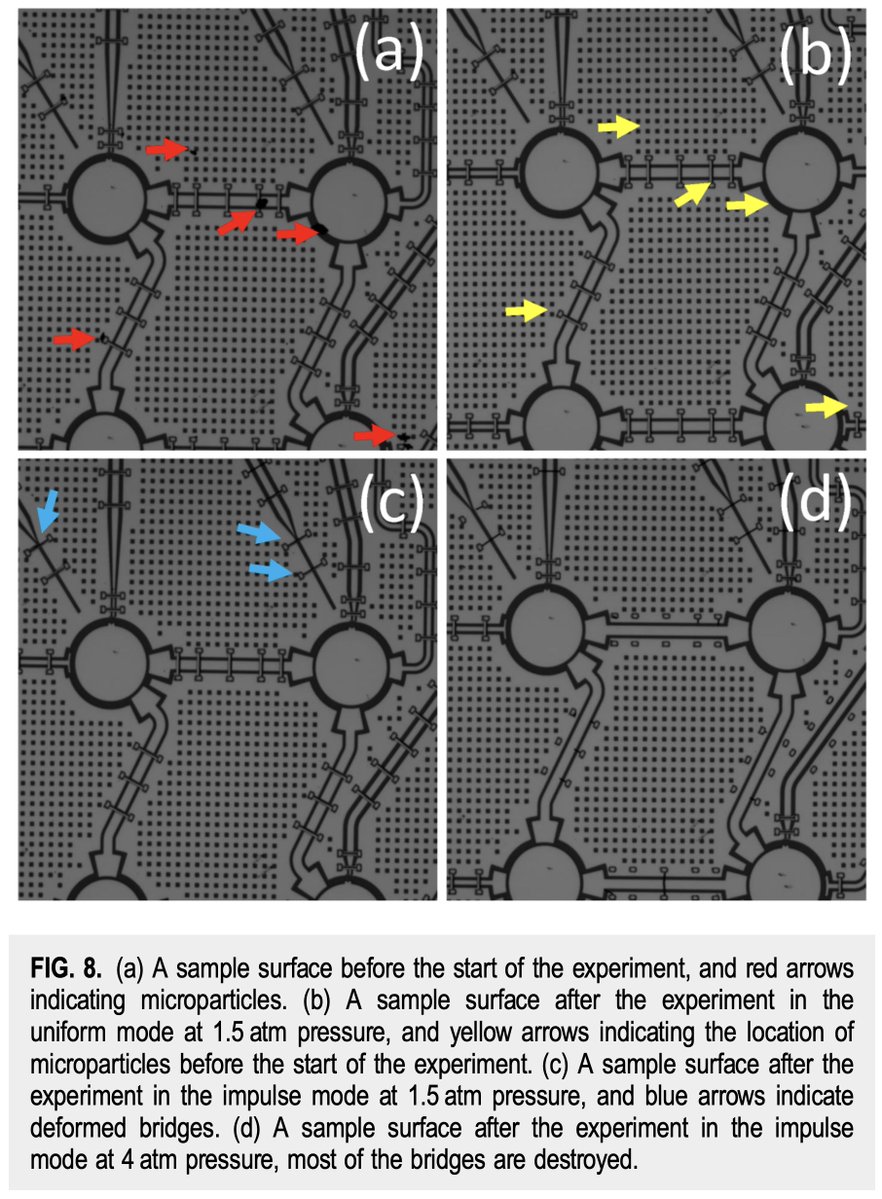 (a)
(b)
(c)
(d)
FIG. 8. (a) A sample surface before the start of the experiment, and red arrows
indicating microparticles. (b) A sample surface after the experiment in the
uniform mode at 1.5 atm pressure, and yellow arrows indicating the location of
microparticles before the start of the experiment. (c) A sample surface after the
experiment in the impulse mode at 1.5 atm pressure, and blue arrows indicate
deformed bridges. (d) A sample surface after the experiment in the impulse
mode at 4 atm pressure, most of the bridges are destroyed.